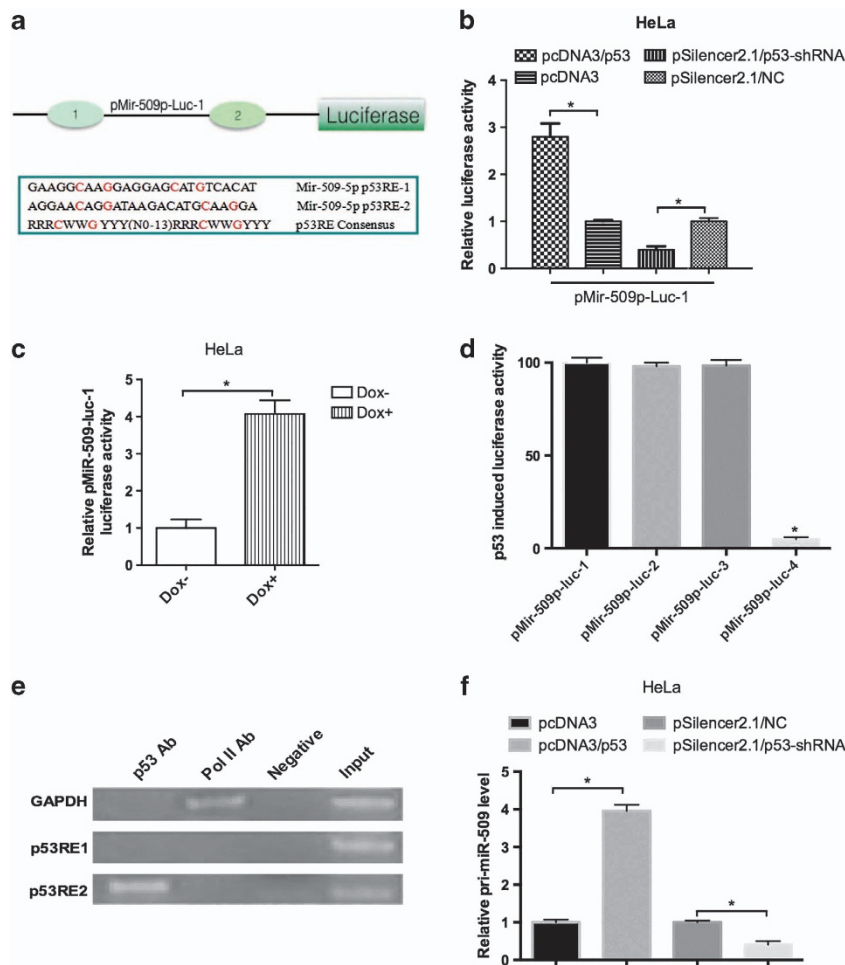 a
pMir-509p-Luc-1
1
2
Luciferase
GAAGGCAAGGAGGAGCATGTCACAT Mir-509-5p p53RE-1
AGGAACAGGATAAGACATGCAAGGA Mir-509-5p p53RE-2
RRRCWWGYYY(N0-13)RRRCWWGYYY p53RE Consensus
b
HeLa
pcDNA3/p53 pSilencer2.1/p53-shRNA
pcDNA3 pSilencer2.1/NC
Relative luciferase activity
4
3
2
1
0
* *
pMir-509p-Luc-1
c
HeLa
Relative pMiR-509-luc-1
luciferase activity
5
4
3
2
1
0
*
Dox-
Dox+
Dox- Dox+
d
p53 induced luciferase activity
100
50
0
*
pMir-509p-luc-1
pMir-509p-luc-2
pMir-509p-luc-3
pMir-509p-luc-4
e
p53 Ab Pol II Ab Negative Input
GAPDH
p53RE1
p53RE2
f
HeLa
pcDNA3 pSilencer2.1/NC
pcDNA3/p53 pSilencer2.1/p53-shRNA
Relative pri-miR-509 level
5
4
3
2
1
0
* *